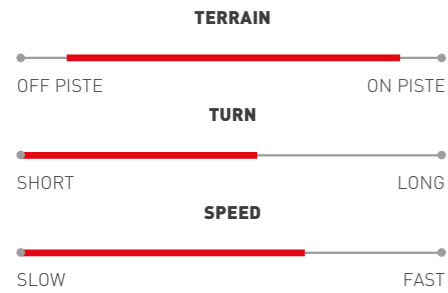 TERRAIN
OFF PISTE ON PISTE
TURN
SHORT LONG
SPEED
SLOW FAST